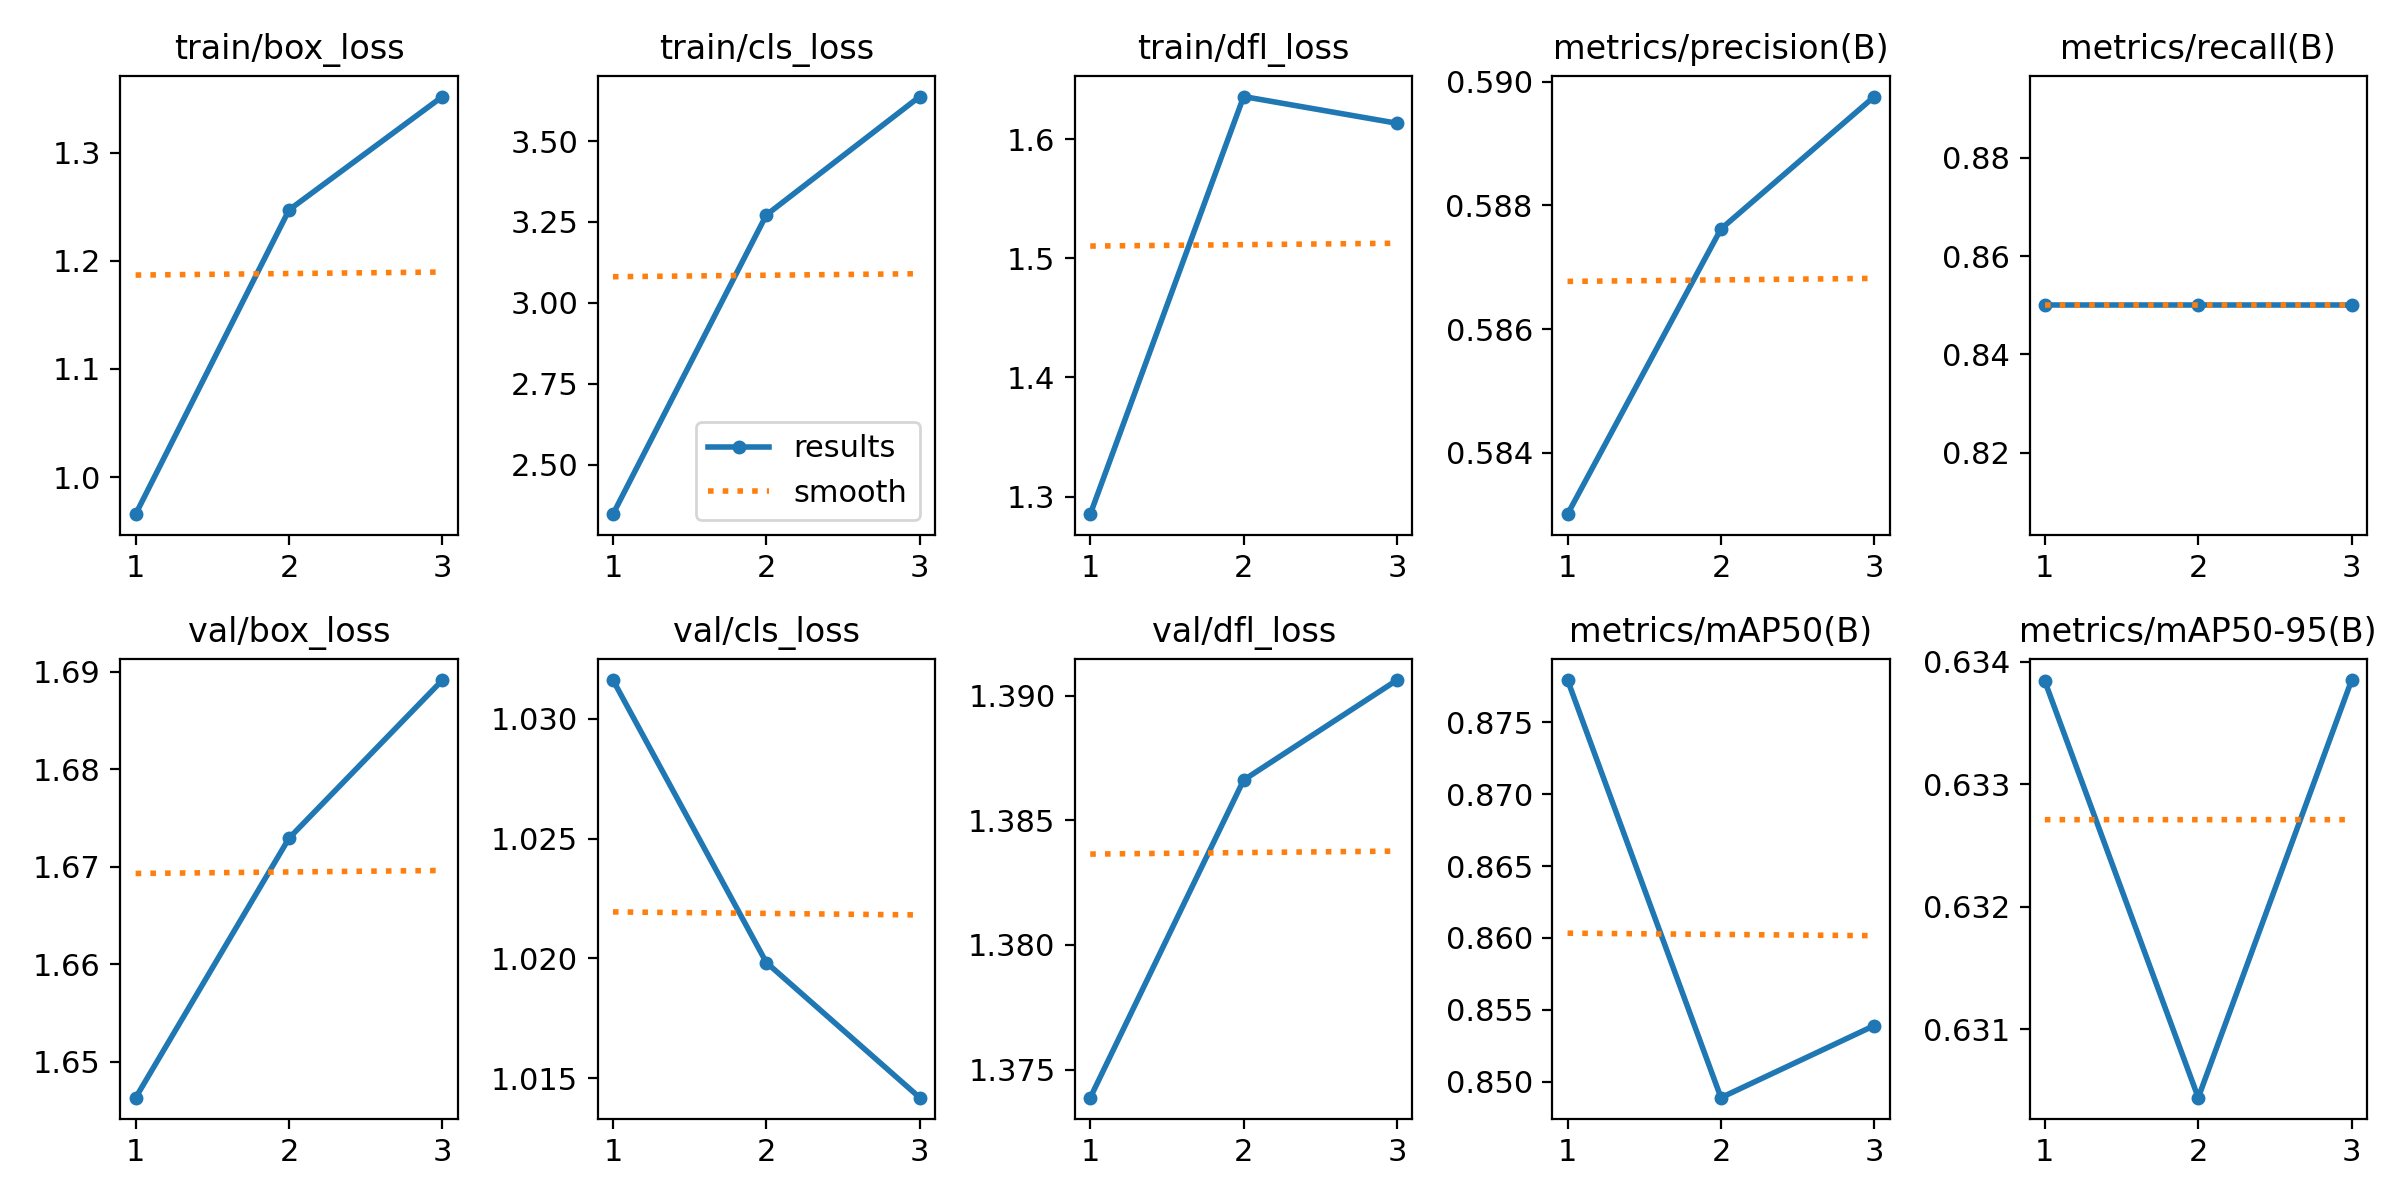 train/box_loss
1.3
1.2
1.1
1.0
1 2 3
train/cls_loss
3.50
3.25
3.00
2.75
2.50
results
smooth
1 2 3
train/dfl_loss
1.6
1.5
1.4
1.3
1 2 3
metrics/precision(B)
0.590
0.588
0.586
0.584
1 2 3
metrics/recall(B)
0.88
0.86
0.84
0.82
1 2 3
val/box_loss
1.69
1.68
1.67
1.66
1.65
1 2 3
val/cls_loss
1.030
1.025
1.020
1.015
1 2 3
val/dfl_loss
1.390
1.385
1.380
1.375
1 2 3
metrics/mAP50(B)
0.875
0.870
0.865
0.860
0.855
0.850
1 2 3
metrics/mAP50-95(B)
0.634
0.633
0.632
0.631
1 2 3